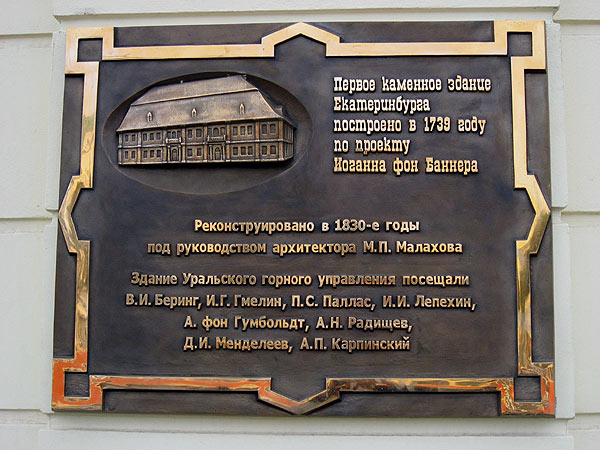 Первое каменное здание
Екатеринбурга
построено в 1739 году
по проекту
Иоганна фон Баннера
Реконструировано в 1830-е годы
под руководством архитектора М.П. Малахова
Здание Уральского горного управления посещали
В.И. Беринг, И.Г. Гмелин, П.С. Паллас, И.И. Лепехин,
А. фон Гумбольдт, А.Н. Радищев,
Д.И. Менделеев, А.П. Карпинский